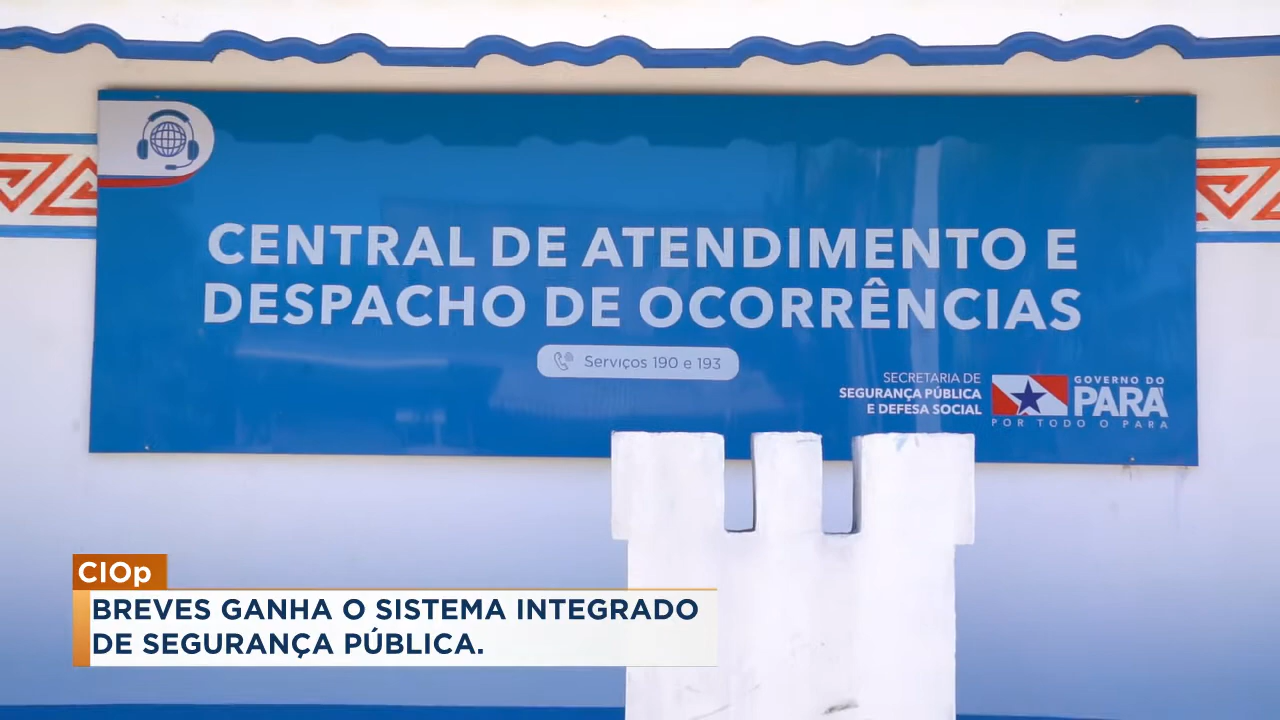 CENTRAL DE ATENDIMENTO E
DESPACHO DE OCORRÊNCIAS
Serviços 190 e 193
SECRETARIA DE
SEGURANÇA PÚBLICA
E DEFESA SOCIAL
GOVERNO DO
PARÁ
POR TODO O PARÁ
CIOp
BREVES GANHA O SISTEMA INTEGRADO
DE SEGURANÇA PÚBLICA.